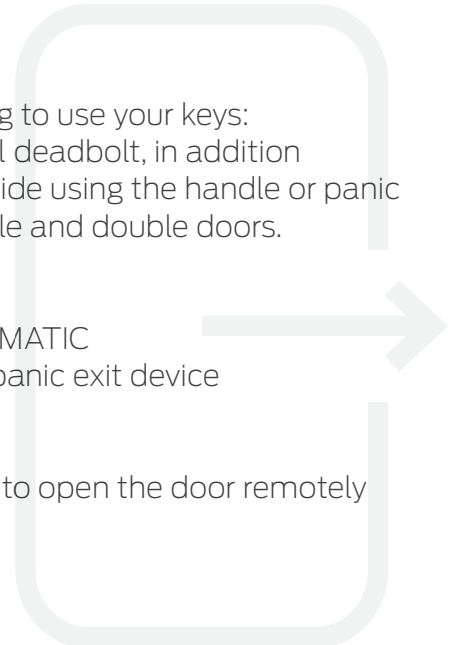 g to use your keys:
l deadbolt, in addition
ide using the handle or panic
le and double doors.
MATIC
panic exit device
to open the door remotely